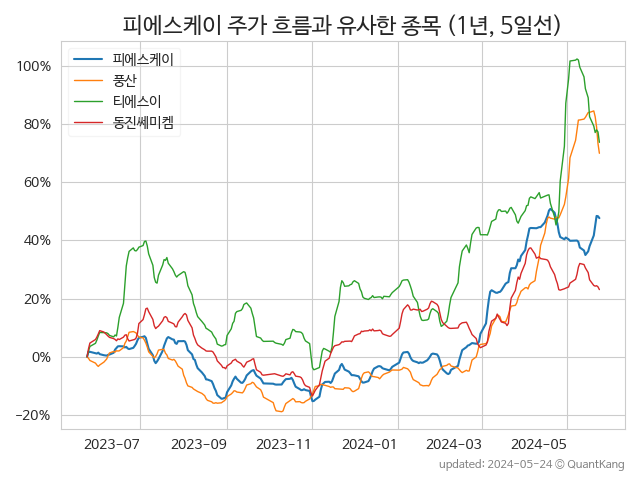 피에스케이 주가 흐름과 유사한 종목 (1년, 5일선)
피에스케이
풍산
티에스이
동진쎄미켐
100%
80%
60%
40%
20%
0%
−20%
2023-07
2023-09
2023-11
2024-01
2024-03
2024-05
updated: 2024-05-24 © QuantKang